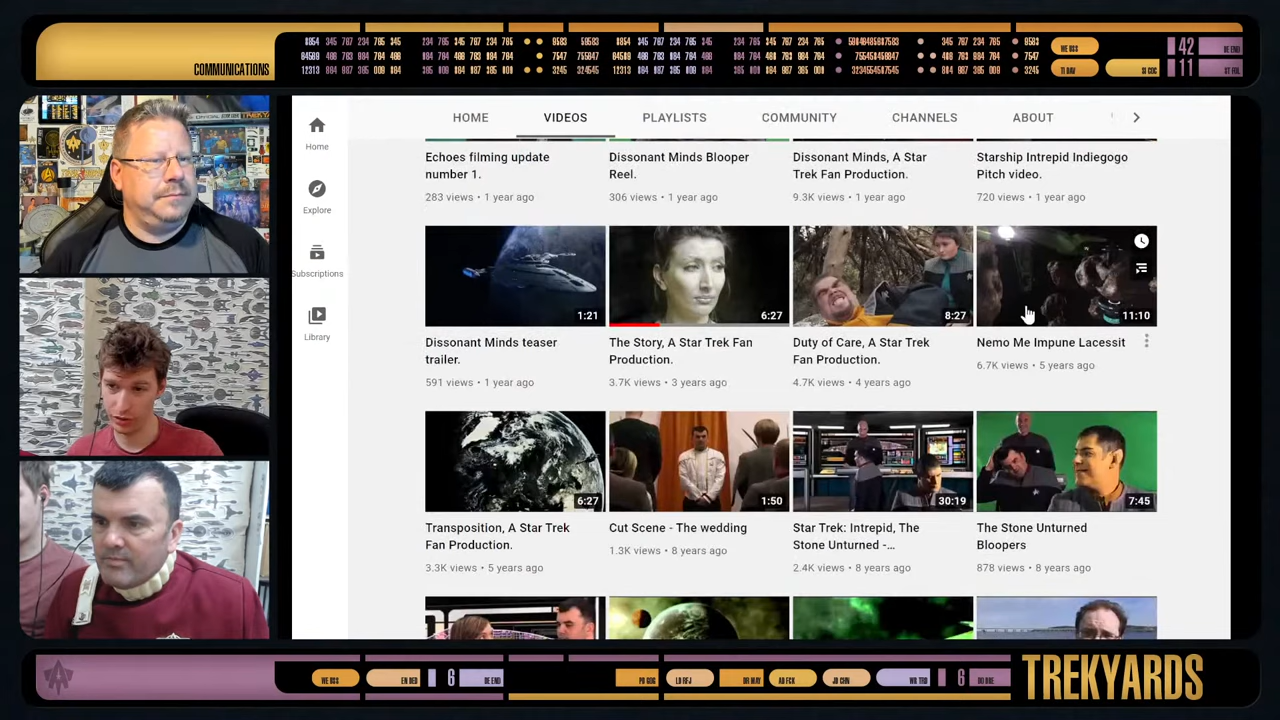 COMMUNICATIONS
HOME VIDEOS PLAYLISTS COMMUNITY CHANNELS ABOUT
Home
Explore
Subscriptions
Library
Echoes filming update
number 1.
283 views • 1 year ago
Dissonant Minds Blooper
Reel.
306 views • 1 year ago
Dissonant Minds, A Star
Trek Fan Production.
9.3K views • 1 year ago
Starship Intrepid Indiegogo
Pitch video.
720 views • 1 year ago
1:21
Dissonant Minds teaser
trailer.
591 views • 1 year ago
6:27
The Story, A Star Trek Fan
Production.
3.7K views • 3 years ago
8:27
Duty of Care, A Star Trek
Fan Production.
4.7K views • 4 years ago
11:10
Nemo Me Impune Lacessit
6.7K views • 5 years ago
6:27
Transposition, A Star Trek
Fan Production.
3.3K views • 5 years ago
1:50
Cut Scene - The wedding
1.3K views • 8 years ago
30:19
Star Trek: Intrepid, The
Stone Unturned -...
2.4K views • 8 years ago
7:45
The Stone Unturned
Bloopers
878 views • 8 years ago
42
11
6
6
TREKYARDS